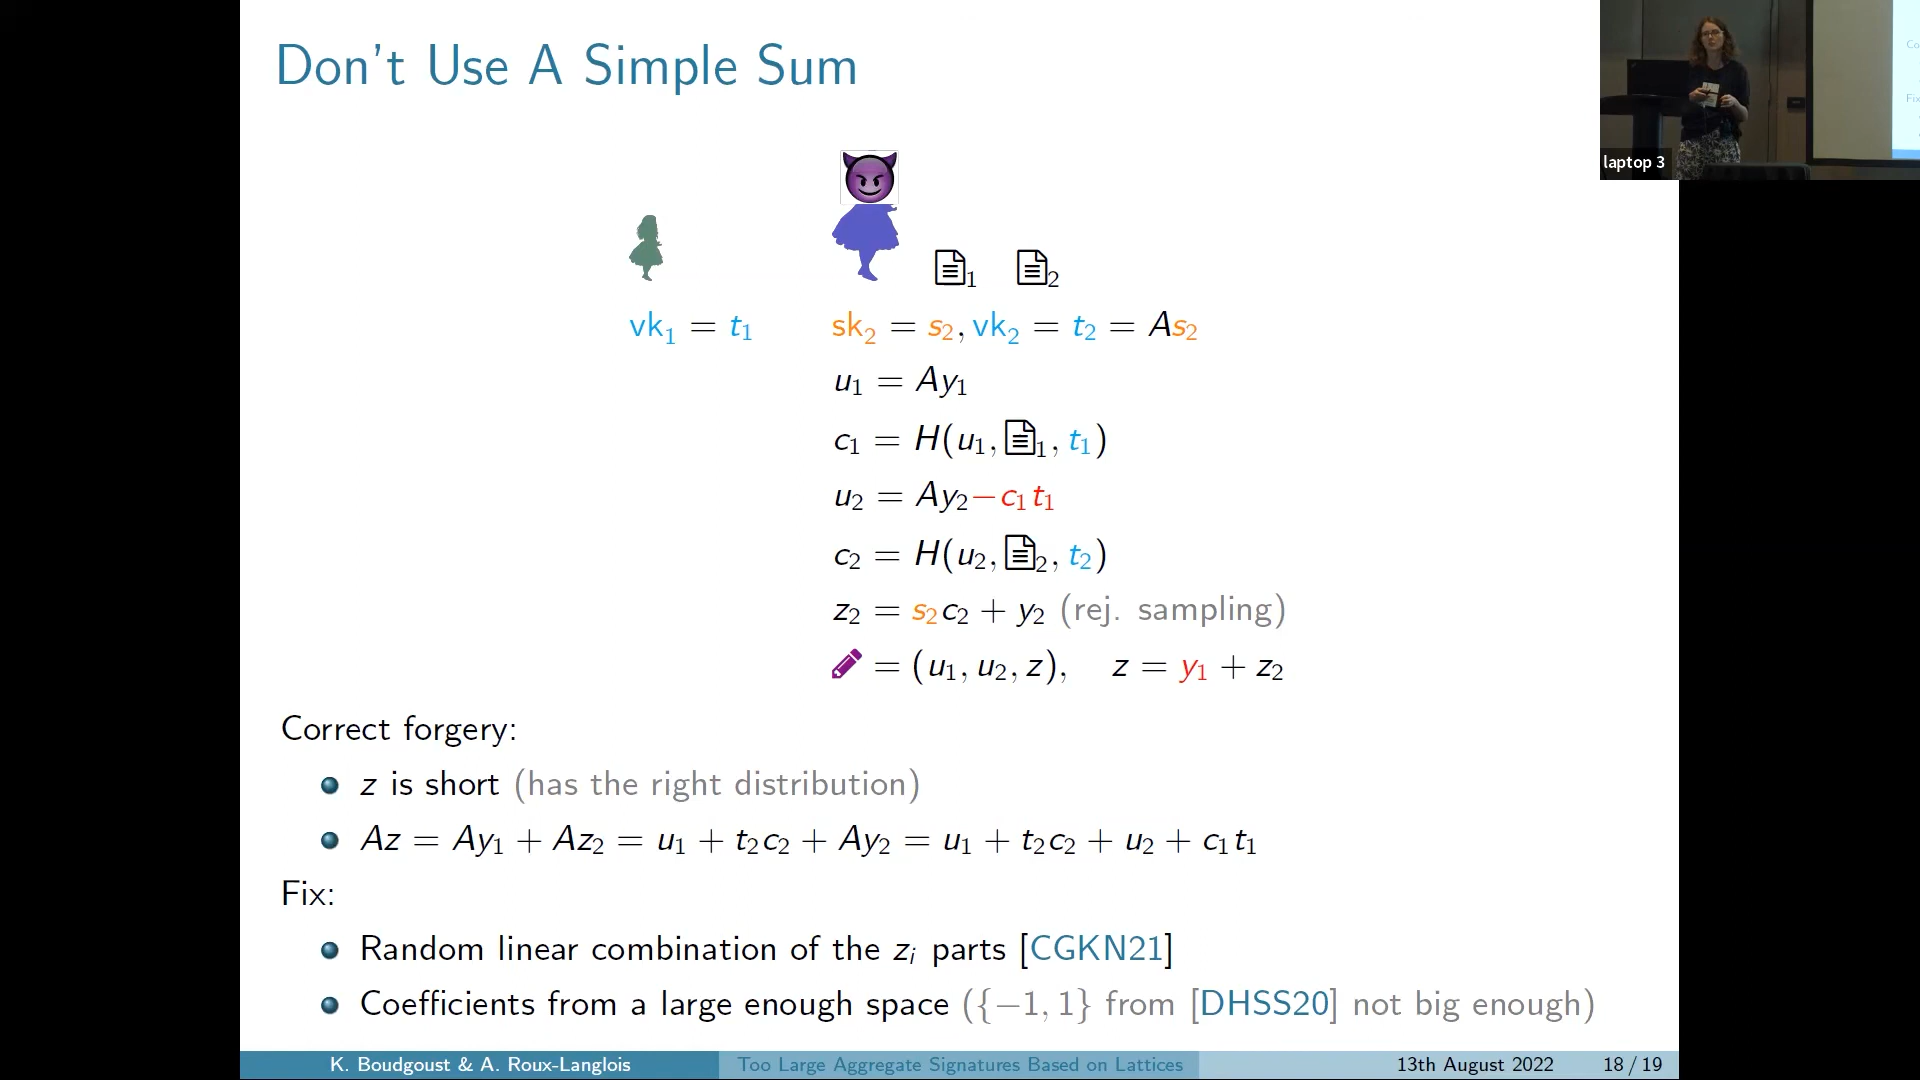 Don't Use A Simple Sum
laptop 3
1 2
vk₁ = t₁ sk₂ = s₂, vk₂ = t₂ = As₂
u₁ = Ay₁
c₁ = H(u₁, ₁, t₁)
u₂ = Ay₂−c₁t₁
c₂ = H(u₂, ₂, t₂)
z₂ = s₂c₂ + y₂ (rej. sampling)
= (u₁, u₂, z), z = y₁ + z₂
Correct forgery:
z is short (has the right distribution)
Az = Ay₁ + Az₂ = u₁ + t₂c₂ + Ay₂ = u₁ + t₂c₂ + u₂ + c₁t₁
Fix:
Random linear combination of the zᵢ parts [CGKN21]
Coefficients from a large enough space ({−1, 1} from [DHSS20] not big enough)
K. Boudgoust & A. Roux-Langlois Too Large Aggregate Signatures Based on Lattices 13th August 2022 18 / 19